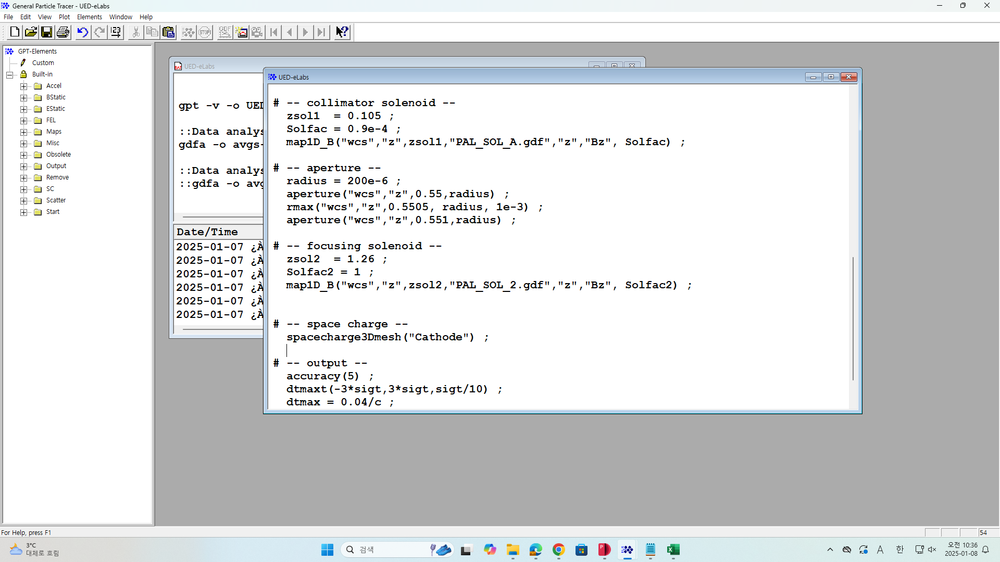 General Particle Tracer - UED-eLabs
File Edit View Plot Elements Window Help
GPT-Elements
Custom
Built-in
Accel
BStatic
EStatic
FEL
Maps
Misc
Obsolete
Output
Remove
SC
Scatter
Start
UED-eLabs
gpt -v -o UED
::Data analys
gdfa -o avgs-
::Data analys
::gdfa -o avg
Date/Time
2025-01-07 ¿À
2025-01-07 ¿À
2025-01-07 ¿À
2025-01-07 ¿À
2025-01-07 ¿À
2025-01-07 ¿À
UED-eLabs
# -- collimator solenoid --
zsol1  = 0.105 ;
Solfac = 0.9e-4 ;
map1D_B("wcs","z",zsol1,"PAL_SOL_A.gdf","z","Bz", Solfac) ;
# -- aperture --
radius = 200e-6 ;
aperture("wcs","z",0.55,radius) ;
rmax("wcs","z",0.5505, radius, 1e-3) ;
aperture("wcs","z",0.551,radius) ;
# -- focusing solenoid --
zsol2  = 1.26 ;
Solfac2 = 1 ;
map1D_B("wcs","z",zsol2,"PAL_SOL_2.gdf","z","Bz", Solfac2) ;
# -- space charge --
spacecharge3Dmesh("Cathode") ;
# -- output --
accuracy(5) ;
dtmaxt(-3*sigt,3*sigt,sigt/10) ;
dtmax = 0.04/c ;
For Help, press F1
54
3°C
대체로 흐림
검색
A
한
오전 10:36
2025-01-08